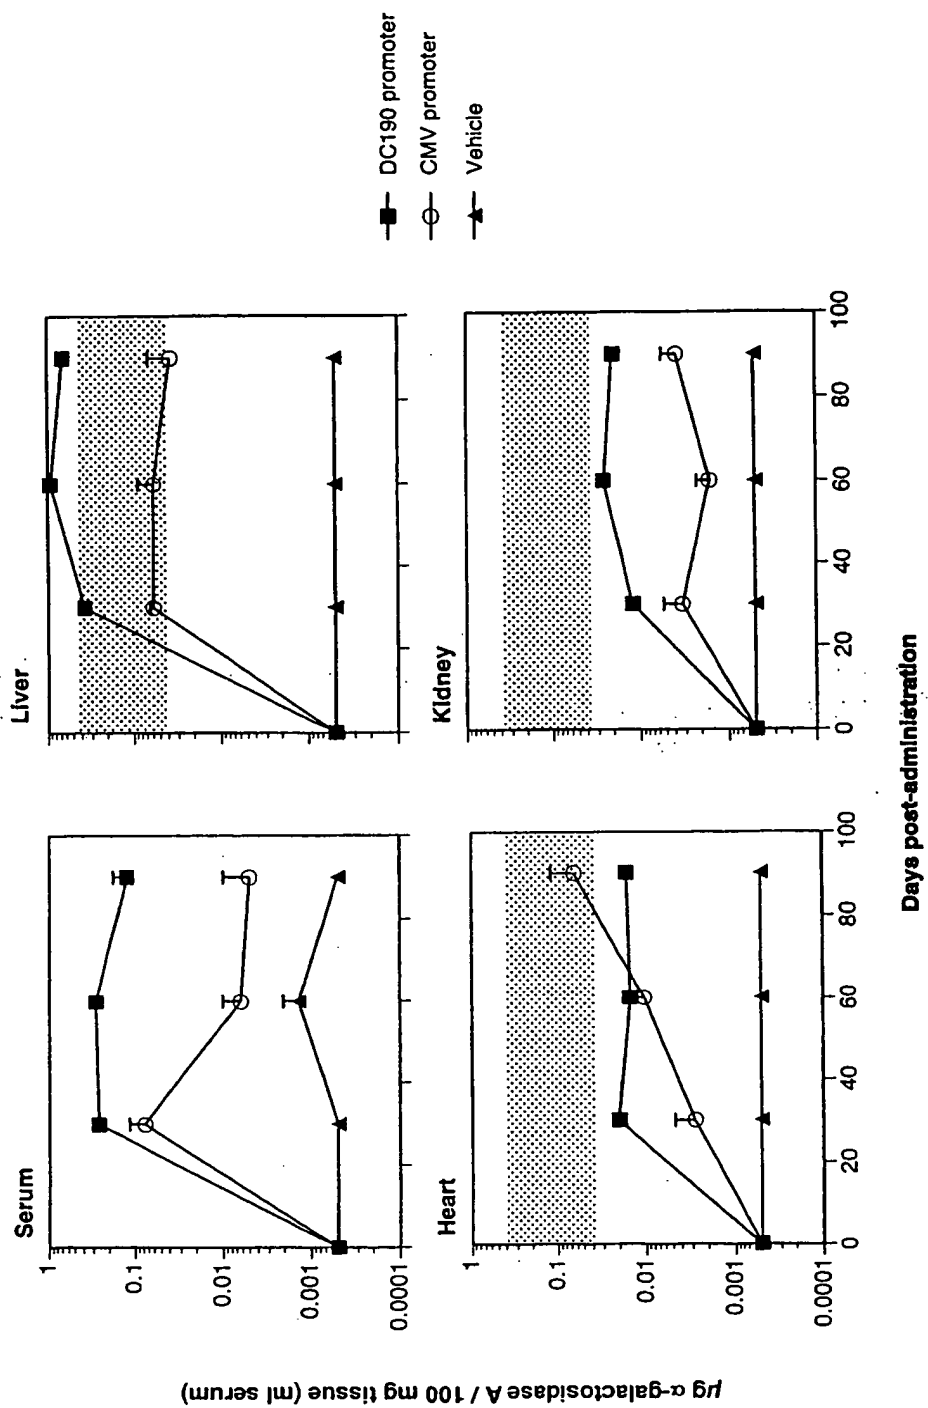 Serum
Liver
1
0.1
0.01
0.001
0.0001
Heart
Kidney
0.1
0.01
0.001
0.0001
0
20
40
60
80
100
0
20
40
60
80
100
Days post-administration
µg α-galactosidase A / 100 mg tissue (ml serum)
DC190 promoter
CMV promoter
Vehicle